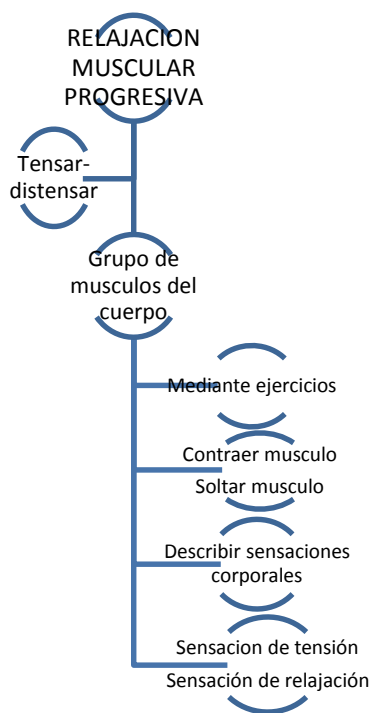 RELAJACION
MUSCULAR
PROGRESIVA
Tensar-
distensar
Grupo de
musculos del
cuerpo
Mediante ejercicios
Contraer musculo
Soltar musculo
Describir sensaciones
corporales
Sensacion de tensión
Sensación de relajación